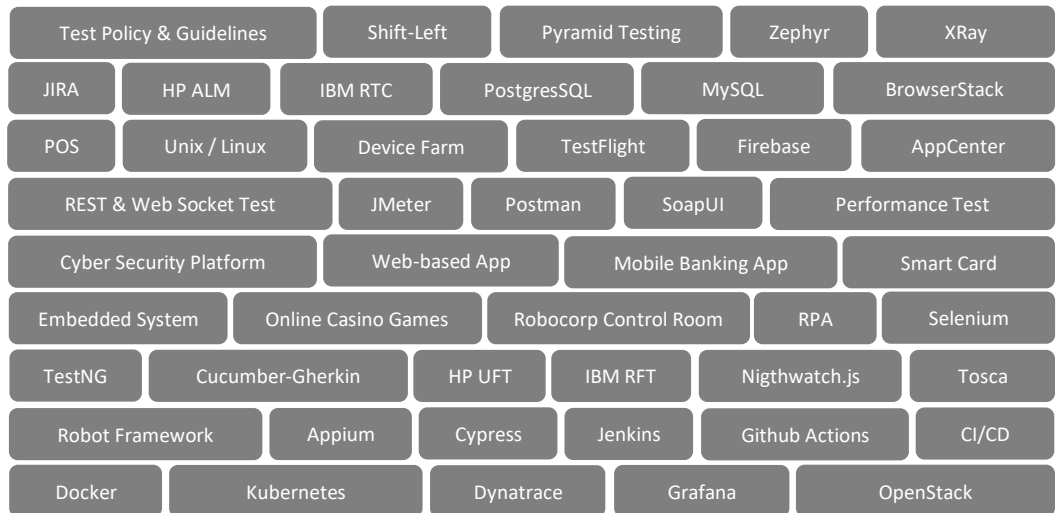 Test Policy & Guidelines Shift-Left Pyramid Testing Zephyr XRay
JIRA HP ALM IBM RTC PostgresSQL MySQL BrowserStack
POS Unix / Linux Device Farm TestFlight Firebase AppCenter
REST & Web Socket Test JMeter Postman SoapUI Performance Test
Cyber Security Platform Web-based App Mobile Banking App Smart Card
Embedded System Online Casino Games Robocorp Control Room RPA Selenium
TestNG Cucumber-Gherkin HP UFT IBM RFT Nigthwatch.js Tosca
Robot Framework Appium Cypress Jenkins Github Actions CI/CD
Docker Kubernetes Dynatrace Grafana OpenStack